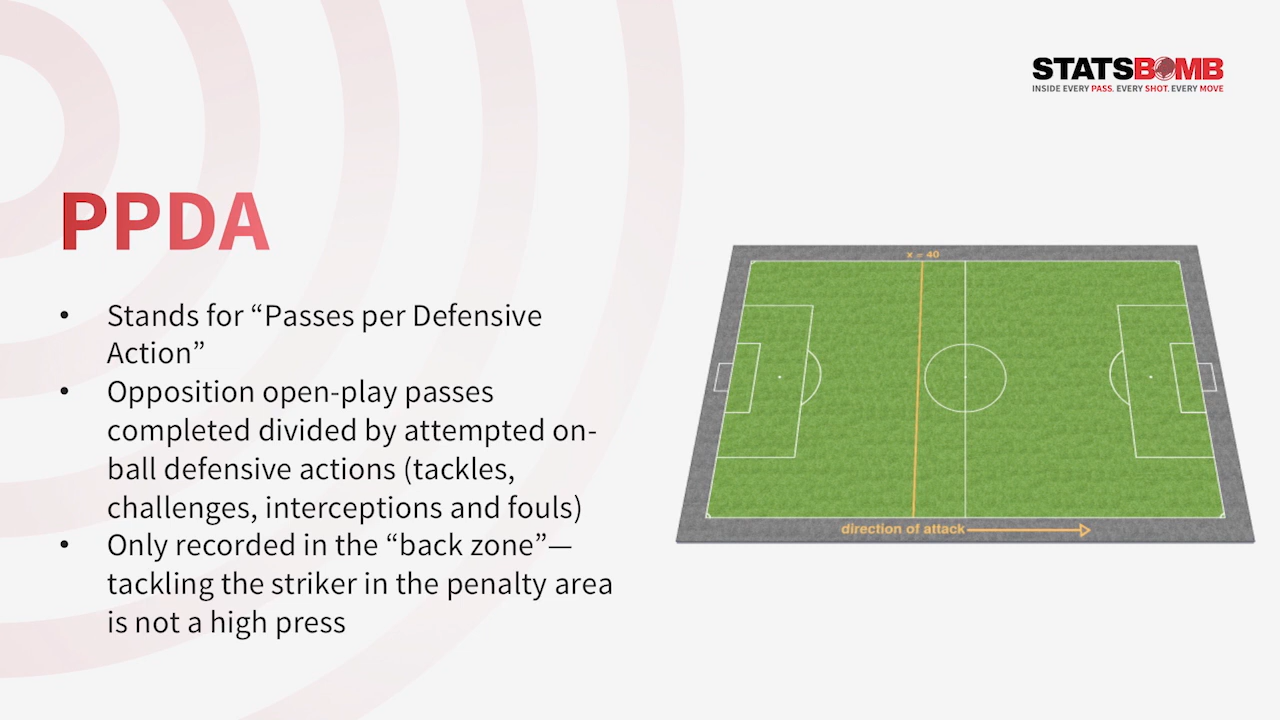 STATSBOMB
INSIDE EVERY PASS. EVERY SHOT. EVERY MOVE
PPDA
• Stands for “Passes per Defensive
Action”
• Opposition open-play passes
completed divided by attempted on-
ball defensive actions (tackles,
challenges, interceptions and fouls)
• Only recorded in the “back zone”—
tackling the striker in the penalty area
is not a high press
x = 40
direction of attack